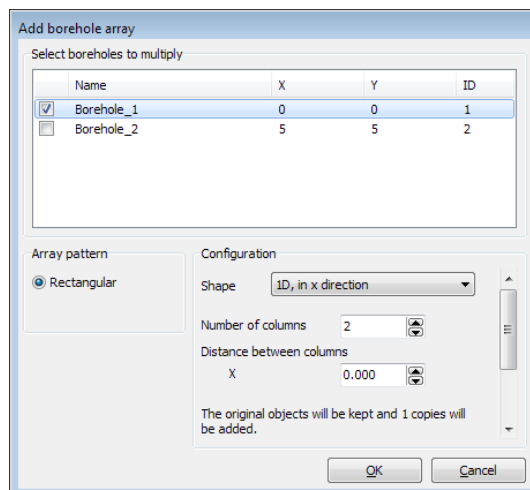 Add borehole array
Select boreholes to multiply
Name X Y ID
Borehole_1 0 0 1
Borehole_2 5 5 2
Array pattern
Rectangular
Configuration
Shape 1D, in x direction
Number of columns 2
Distance between columns
X 0.000
The original objects will be kept and 1 copies will
be added.
OK Cancel